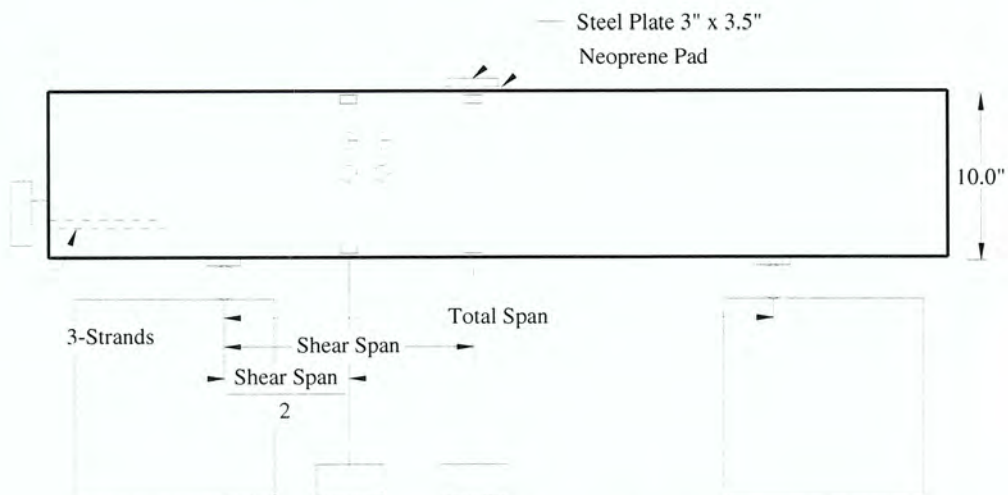 Steel Plate 3" x 3.5"
Neoprene Pad
10.0"
Total Span
3-Strands
Shear Span
Shear Span
2